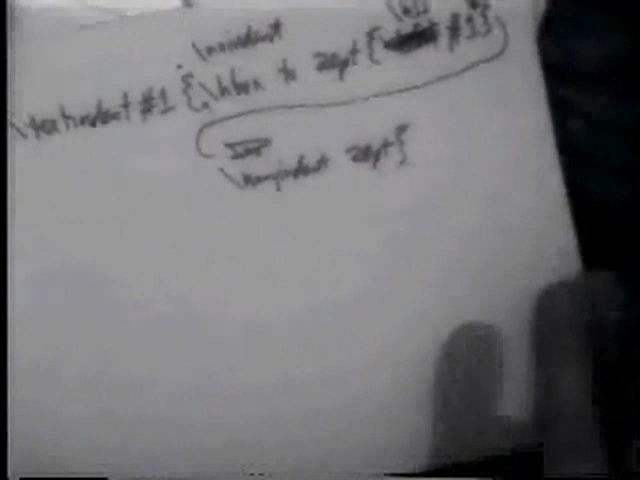 \noindent
\textindent #1 {\hbox to 20pt { #1}
\hangindent 20pt}